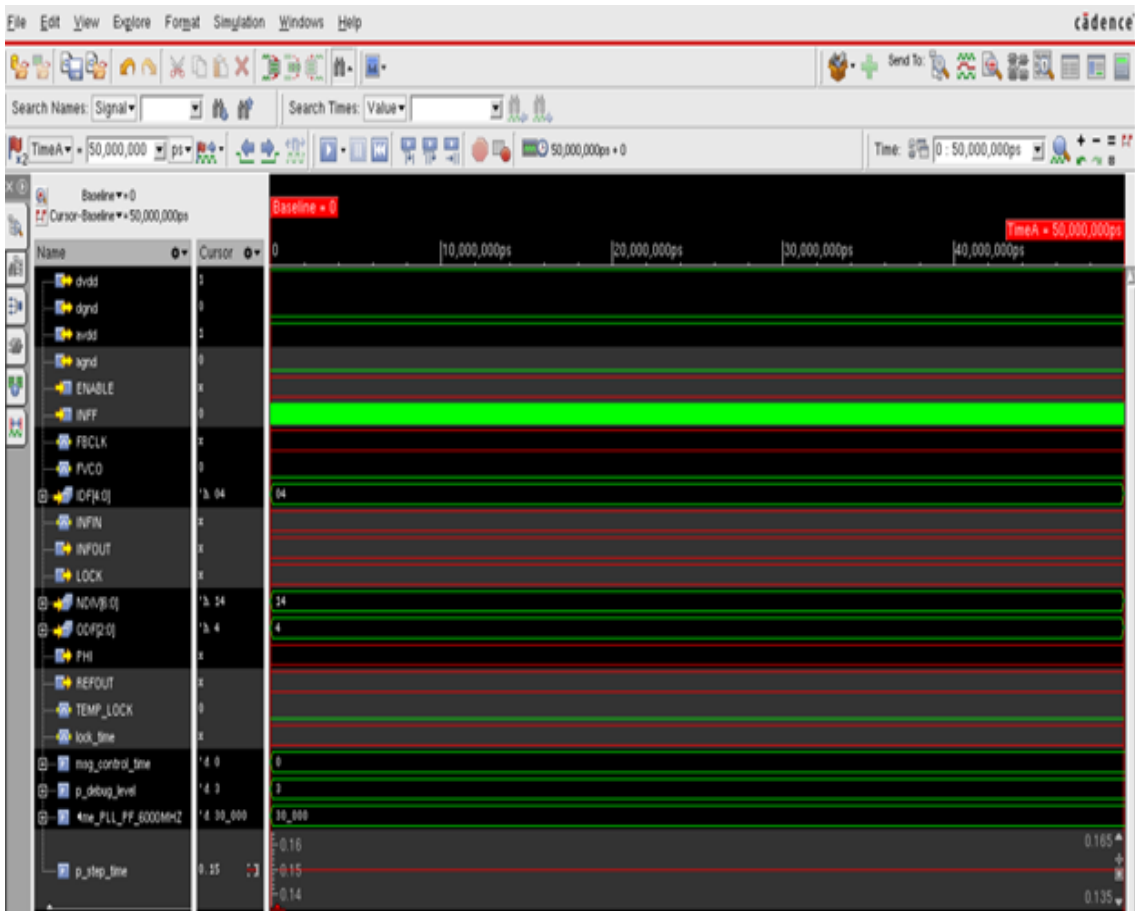 File Edit View Explore Format Simulation Windows Help cādence
Send To:
Search Names: Signal Search Times: Value
TimeA = 50,000,000 ps 50,000,000ps + 0 Time: 0 : 50,000,000ps
x2
Baseline = 0
Cursor-Baseline = 50,000,000ps
Baseline = 0
TimeA = 50,000,000ps
Name Cursor 0 10,000,000ps 20,000,000ps 30,000,000ps 40,000,000ps
dvdd 1
dgnd 0
avdd 1
agnd 0
ENABLE x
INFF 0
FBCLK x
FVCO 0
IDF[4:0] 'h 04 04
INFIN x
INFOUT x
LOCK x
NDIV[6:0] 'h 14 14
ODF[2:0] 'h 4 4
PHI x
REFOUT x
TEMP_LOCK 0
lock_time x
msg_control_time 'd 0 0
p_debug_level 'd 3 3
'd 30_000 30_000
0.16 0.165
p_step_time 0.15 0.15
0.14 0.135